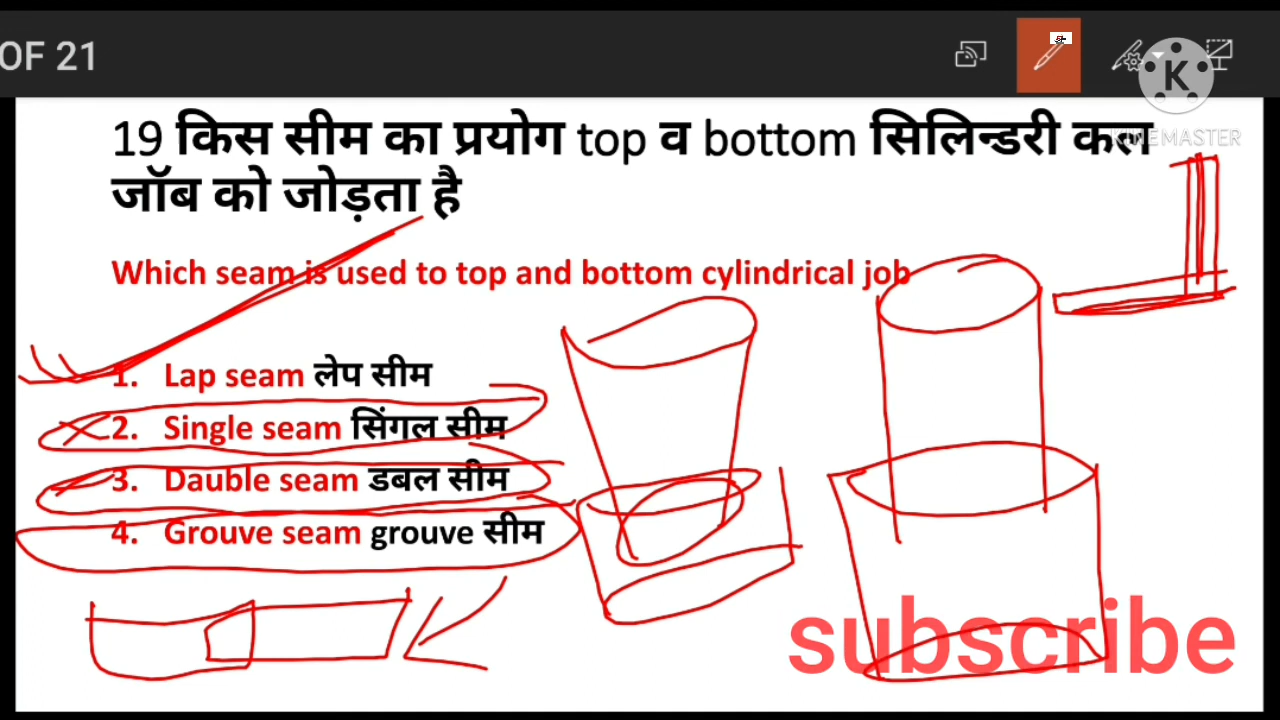 OF 21
K
KINEMASTER
19 किस सीम का प्रयोग top व bottom सिलिन्डरी कल
जॉब को जोड़ता है
Which seam is used to top and bottom cylindrical job
1. Lap seam लेप सीम
2. Single seam सिंगल सीम
3. Dauble seam डबल सीम
4. Grouve seam grouve सीम
subscribe